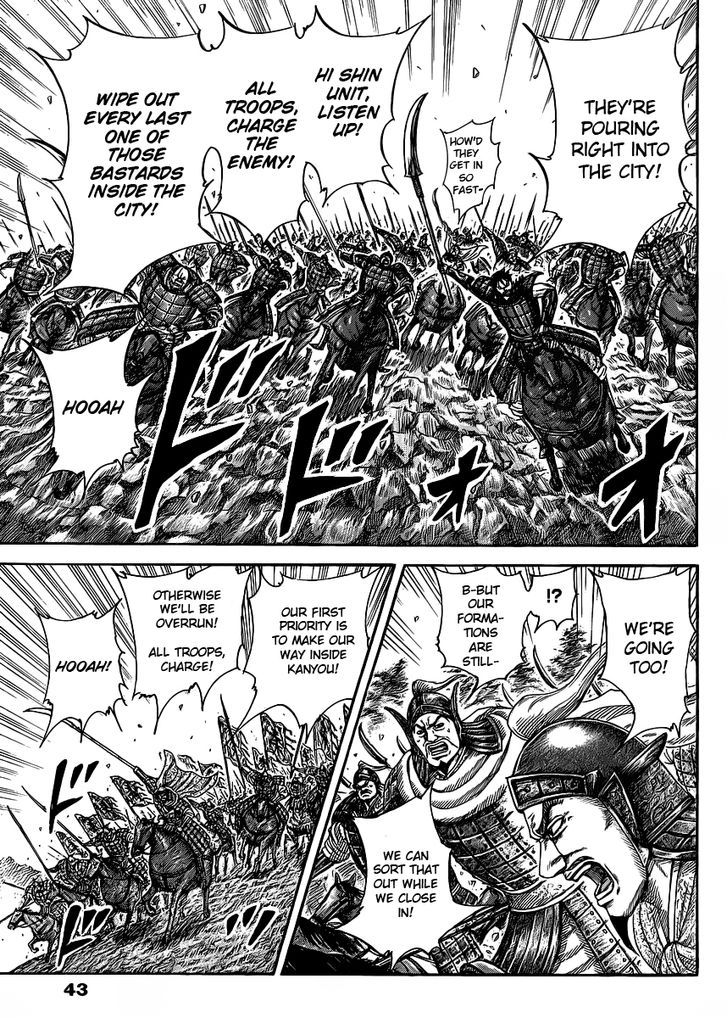 THEY'RE
POURING
RIGHT INTO
THE CITY!
HOW'D
THEY
GET IN
SO
FAST-
HI SHIN
UNIT,
LISTEN
UP!
ALL
TROOPS,
CHARGE
THE
ENEMY!
WIPE OUT
EVERY LAST
ONE OF
THOSE
BASTARDS
INSIDE THE
CITY!
HOOAH
ドドォォ
WE'RE
GOING
TOO!
!?
B-BUT
OUR
FORMA-
TIONS
ARE
STILL-
WE CAN
SORT THAT
OUT WHILE
WE CLOSE
IN!
OUR FIRST
PRIORITY IS
TO MAKE OUR
WAY INSIDE
KANYOU!
OTHERWISE
WE'LL BE
OVERRUN!
ALL TROOPS,
CHARGE!
HOOAH!
ド
ド
43